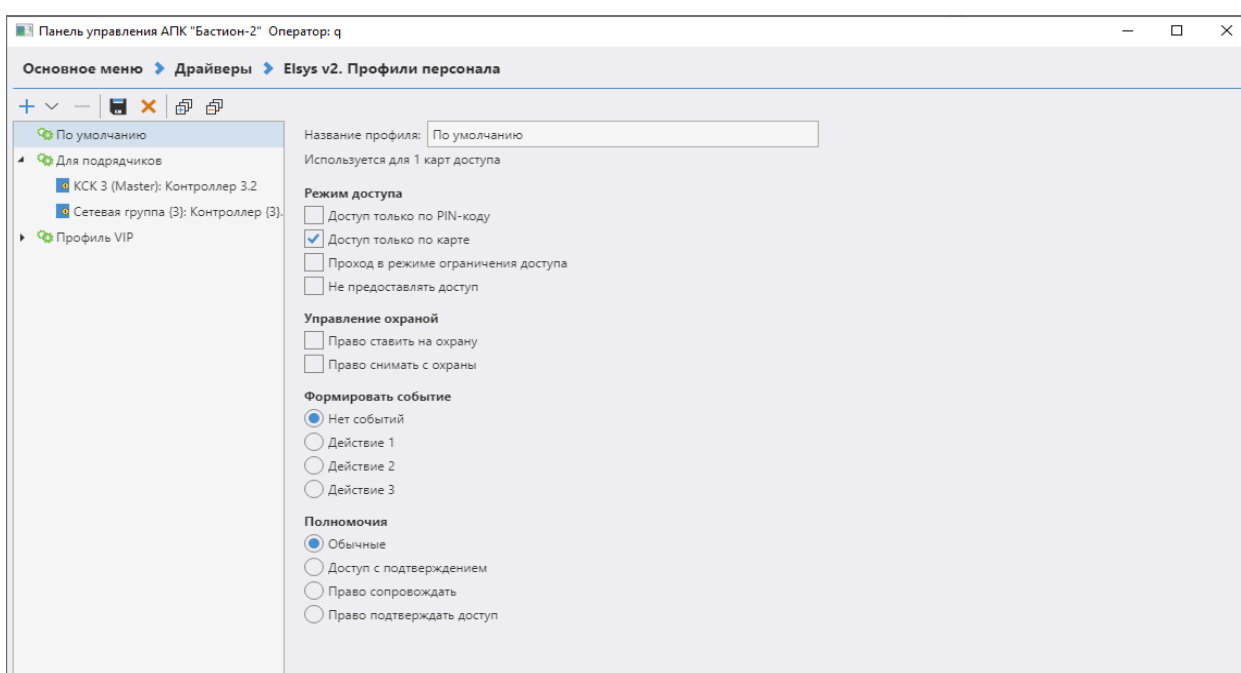 Панель управления АПК "Бастион-2" Оператор: q
Основное меню Драйверы Elsys v2. Профили персонала
По умолчанию
Для подрядчиков
КСК 3 (Master): Контроллер 3.2
Сетевая группа {3}: Контроллер {3}.
Профиль VIP
Название профиля: По умолчанию
Используется для 1 карт доступа
Режим доступа
Доступ только по PIN-коду
Доступ только по карте
Проход в режиме ограничения доступа
Не предоставлять доступ
Управление охраной
Право ставить на охрану
Право снимать с охраны
Формировать событие
Нет событий
Действие 1
Действие 2
Действие 3
Полномочия
Обычные
Доступ с подтверждением
Право сопровождать
Право подтверждать доступ